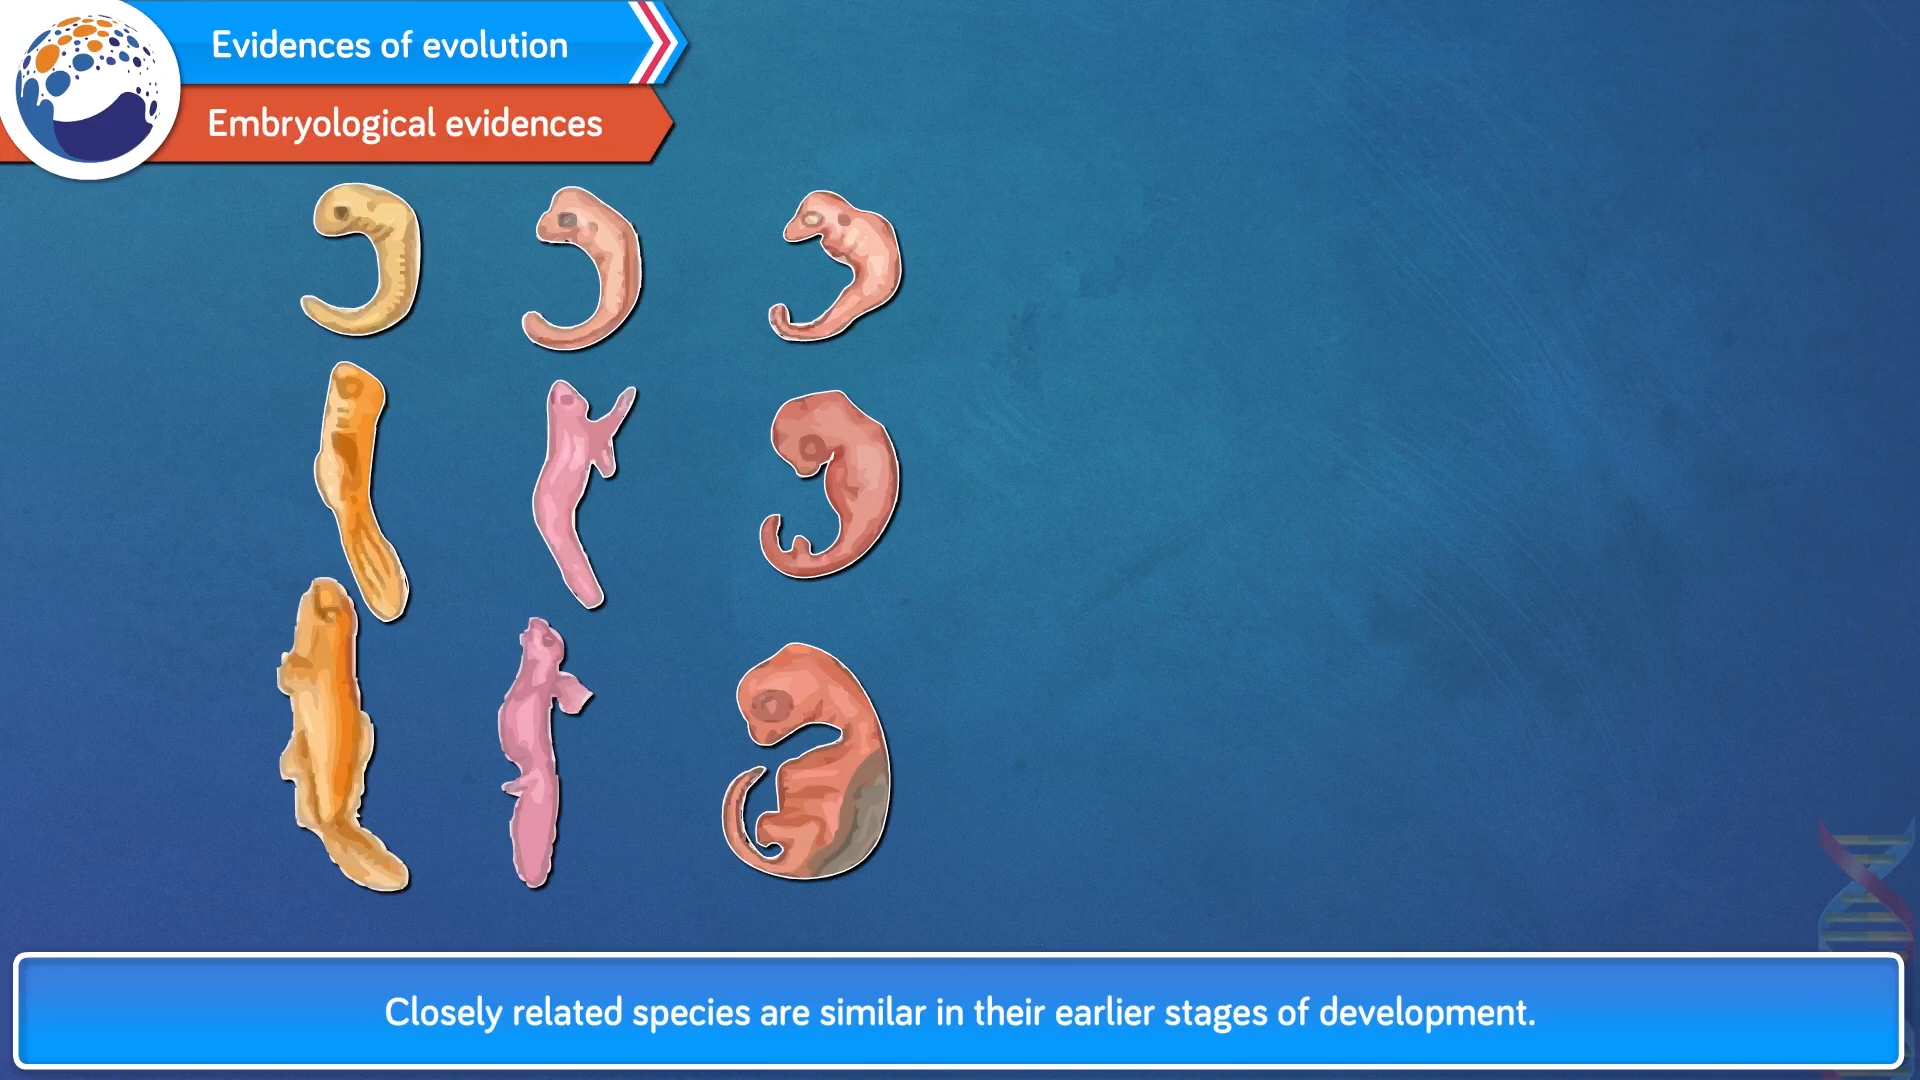 Evidences of evolution
Embryological evidences
Closely related species are similar in their earlier stages of development.